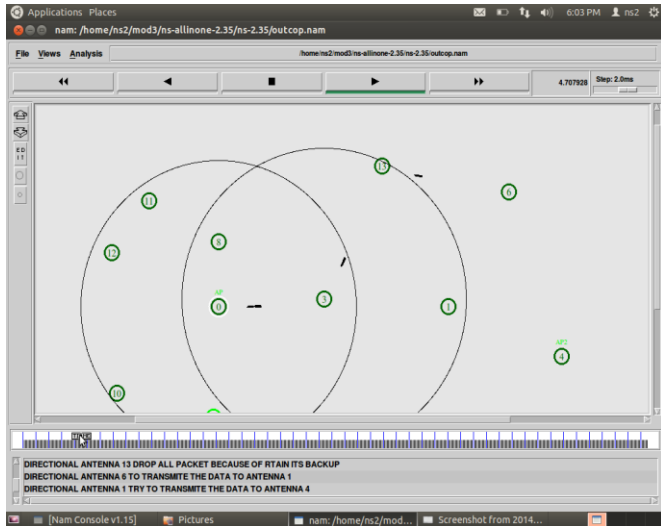 Applications Places
6:03 PM ns2
nam: /home/ns2/mod3/ns-allinone-2.35/ns-2.35/outcop.nam
File Views Analysis
/home/ns2/mod3/ns-allinone-2.35/ns-2.35/outcop.nam
4.707928
Step: 2.0ms
E D
I T
13
6
11
8
12
AP
0
3
1
AP2
4
10
TIME
DIRECTIONAL ANTENNA 13 DROP ALL PACKET BECAUSE OF RTAIN ITS BACKUP
DIRECTIONAL ANTENNA 6 TO TRANSMITE THE DATA TO ANTENNA 1
DIRECTIONAL ANTENNA 1 TRY TO TRANSMITE THE DATA TO ANTENNA 4
[Nam Console v1.15]
Pictures
nam: /home/ns2/mod...
Screenshot from 2014...